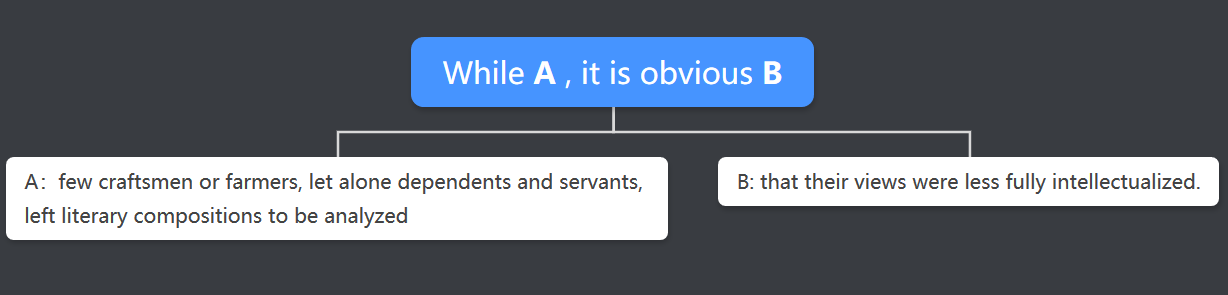 While A , it is obvious B
A：few craftsmen or farmers, let alone dependents and servants,
left literary compositions to be analyzed
B: that their views were less fully intellectualized.